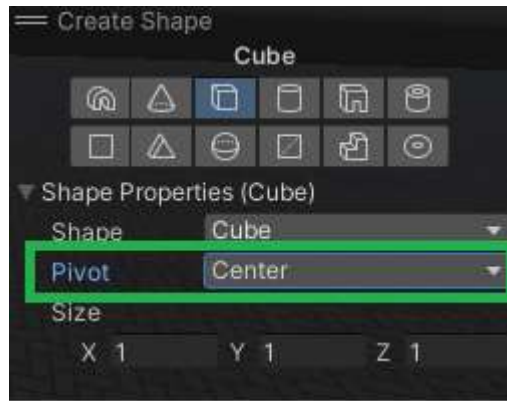 Create Shape
Cube
Shape Properties (Cube)
Shape Cube
Pivot Center
Size
X 1 Y 1 Z 1